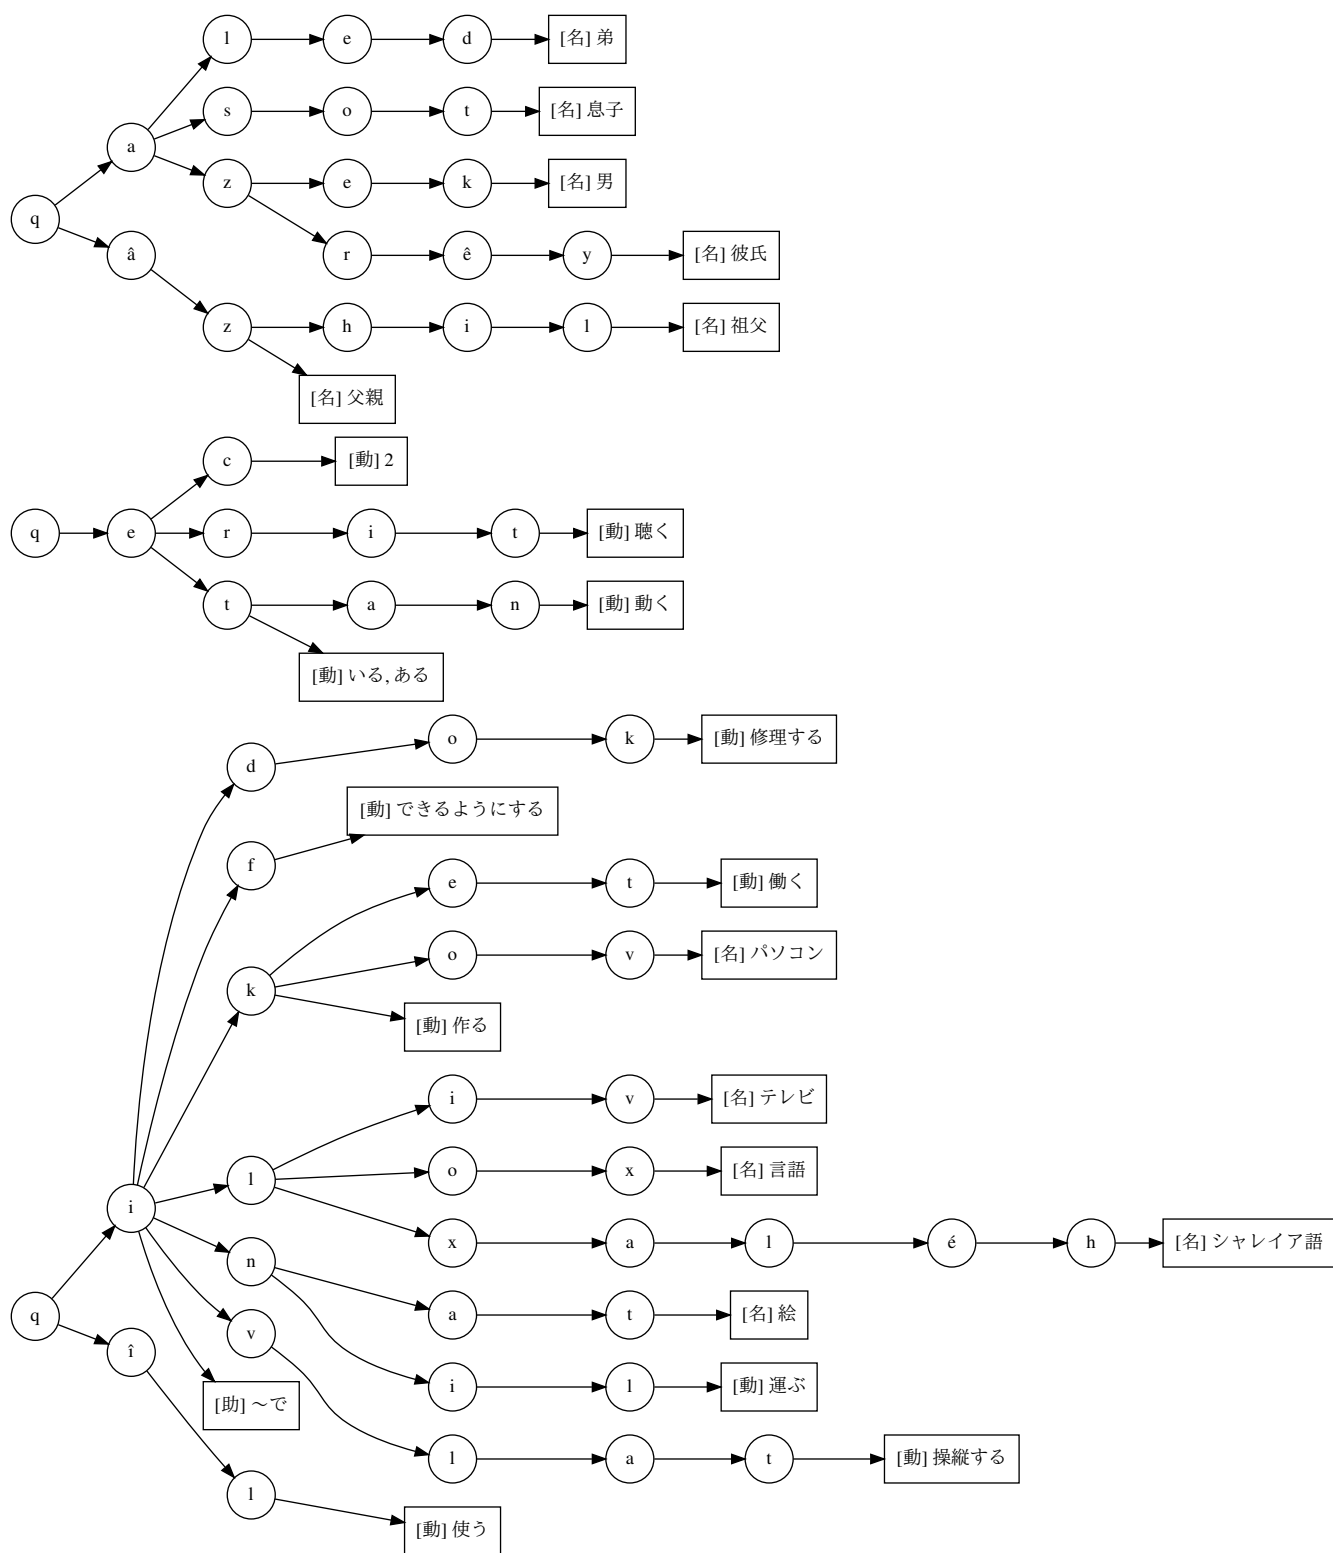 l e d [名] 弟
s o t [名] 息子
a
z e k [名] 男
q
â
r ê y [名] 彼氏
z h i l [名] 祖父
[名] 父親
c [動] 2
q e r i t [動] 聴く
t a n [動] 動く
[動] いる, ある
d o k [動] 修理する
[動] できるようにする
f
e t [動] 働く
o v [名] パソコン
k
[動] 作る
i v [名] テレビ
l o x [名] 言語
i
x a l é h [名] シャレイア語
n
q
a t [名] 絵
v
î
i l [動] 運ぶ
[助] 〜で
l a t [動] 操縦する
l
[動] 使う